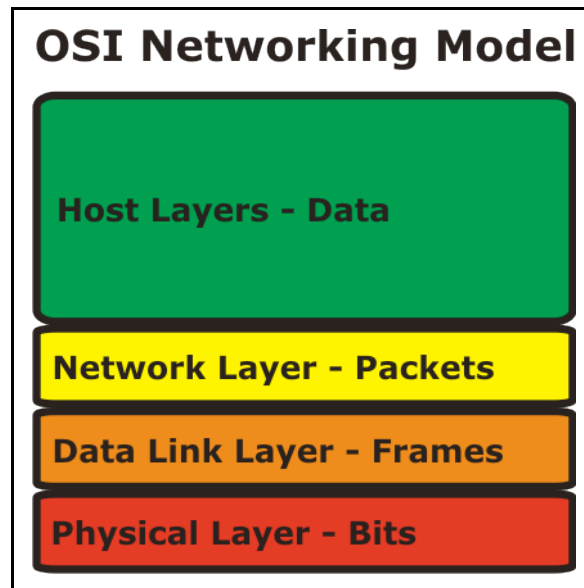 OSI Networking Model
Host Layers - Data
Network Layer - Packets
Data Link Layer - Frames
Physical Layer - Bits